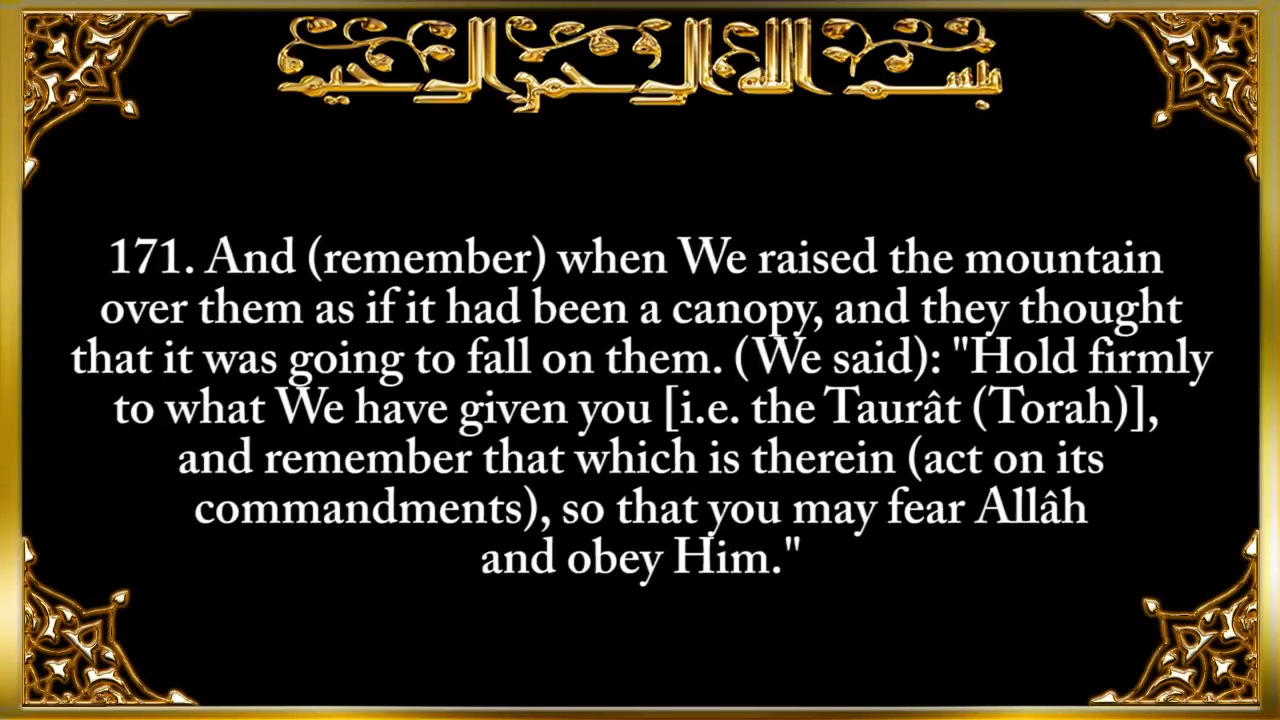 بسم الله الرحمن الرحيم
171. And (remember) when We raised the mountain
over them as if it had been a canopy, and they thought
that it was going to fall on them. (We said): "Hold firmly
to what We have given you [i.e. the Taurât (Torah)],
and remember that which is therein (act on its
commandments), so that you may fear Allâh
and obey Him."